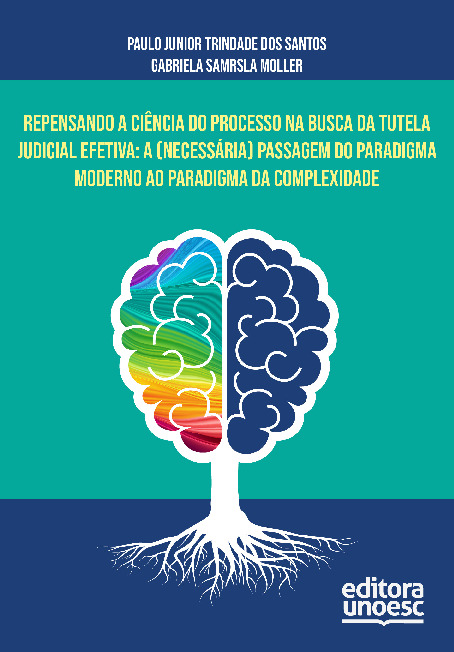 PAULO JUNIOR TRINDADE DOS SANTOS
GABRIELA SAMRSLA MOLLER
REPENSANDO A CIÊNCIA DO PROCESSO NA BUSCA DA TUTELA
JUDICIAL EFETIVA: A (NECESSÁRIA) PASSAGEM DO PARADIGMA
MODERNO AO PARADIGMA DA COMPLEXIDADE
editora
unoesc